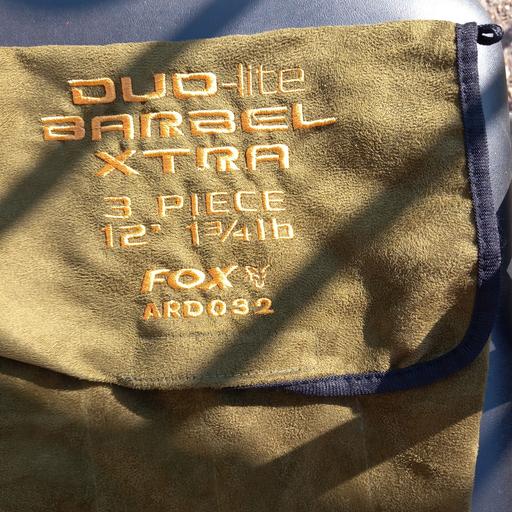 DUO-lite
BARBEL
XTRA
3 PIECE
12' 1¾lb
FOX
ARD032